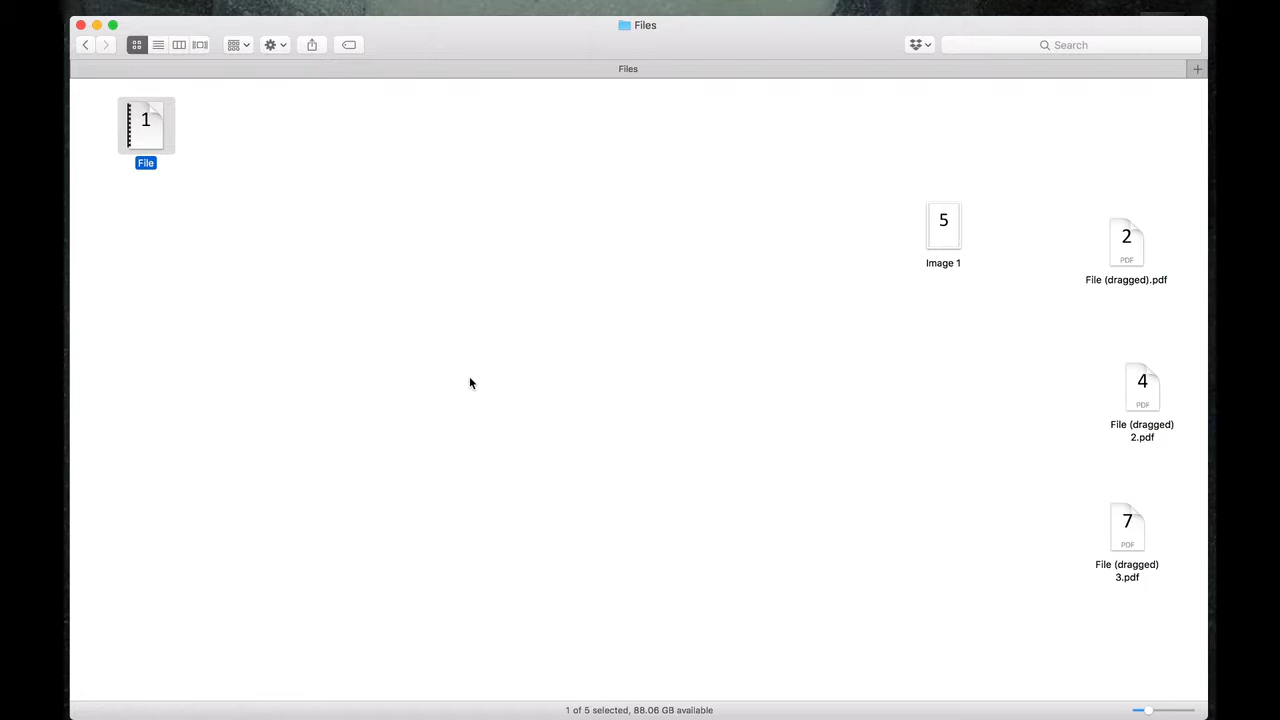 Files
Search
Files
1
File
5
Image 1
2
PDF
File (dragged).pdf
4
PDF
File (dragged)
2.pdf
7
PDF
File (dragged)
3.pdf
1 of 5 selected, 88.06 GB available